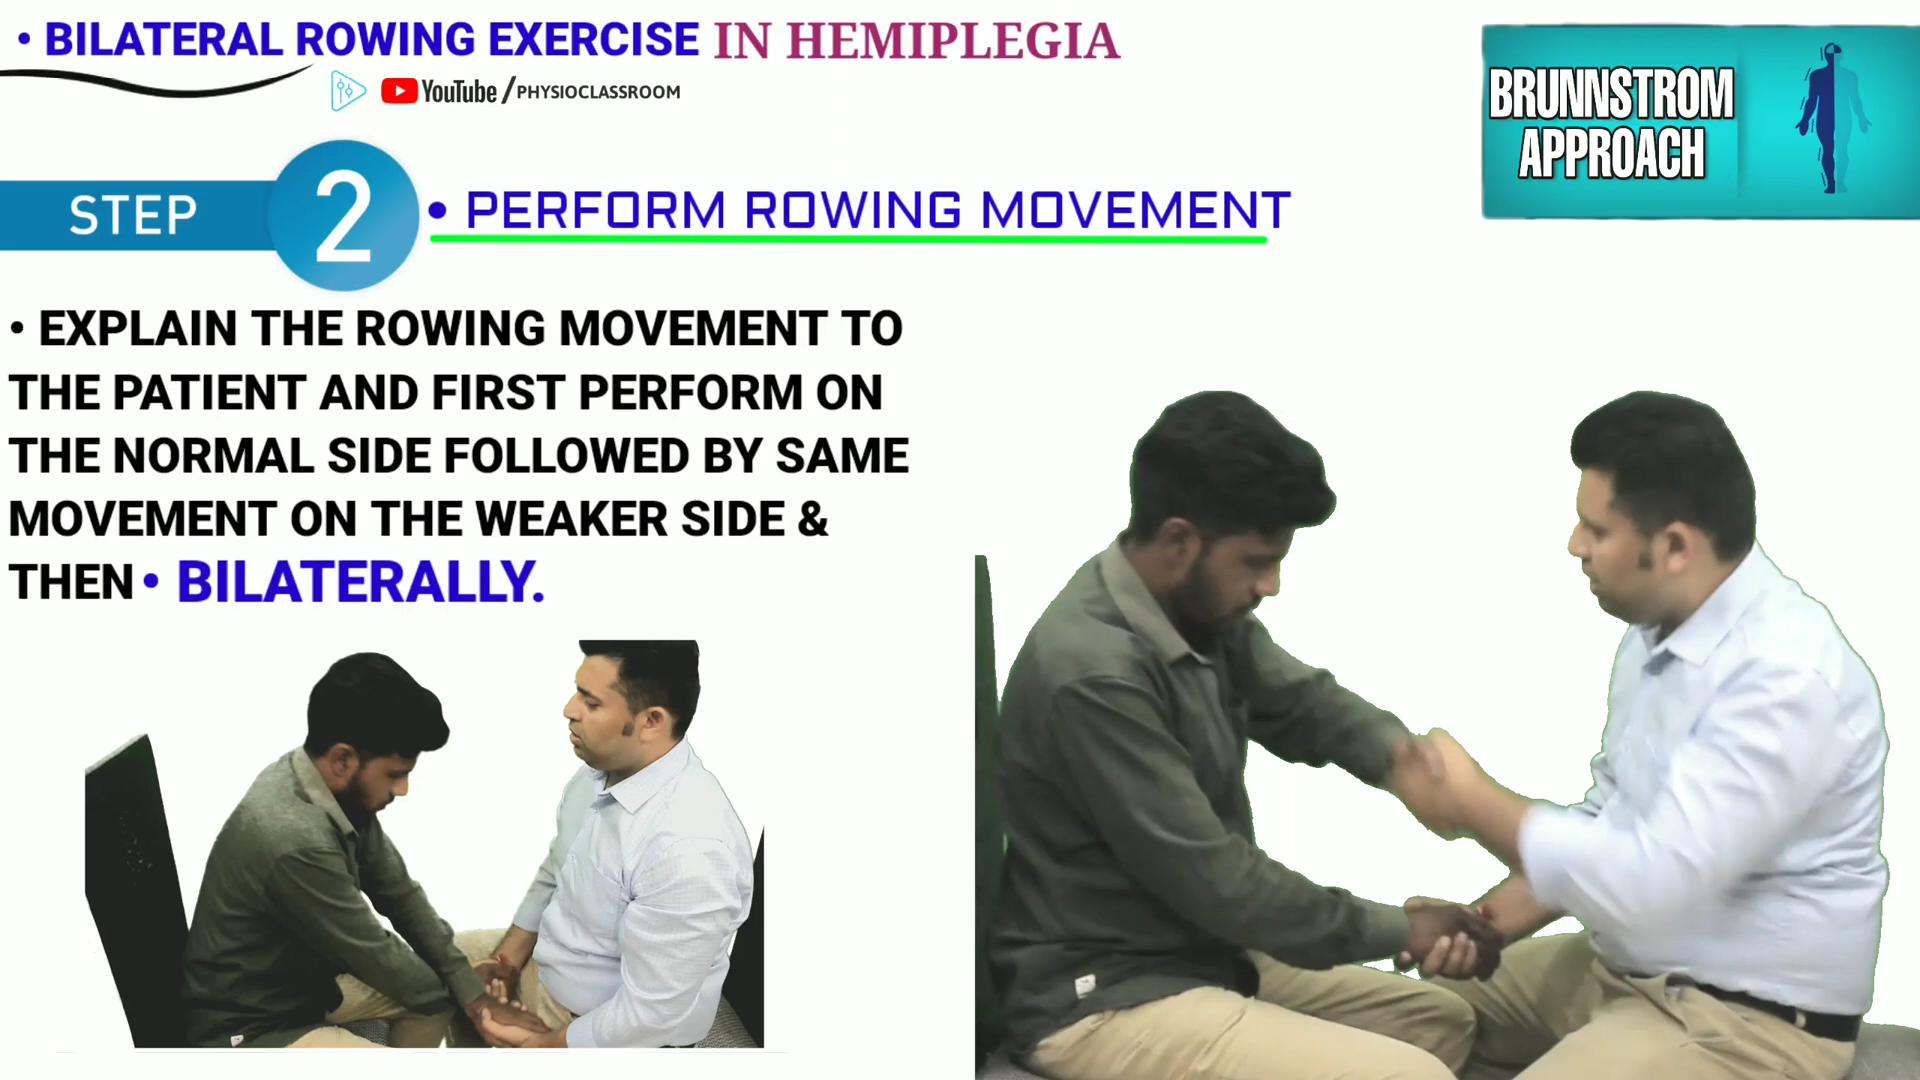 • BILATERAL ROWING EXERCISE IN HEMIPLEGIA
YouTube /PHYSIOCLASSROOM
BRUNNSTROM
APPROACH
STEP 2 • PERFORM ROWING MOVEMENT
• EXPLAIN THE ROWING MOVEMENT TO
THE PATIENT AND FIRST PERFORM ON
THE NORMAL SIDE FOLLOWED BY SAME
MOVEMENT ON THE WEAKER SIDE &
THEN • BILATERALLY.